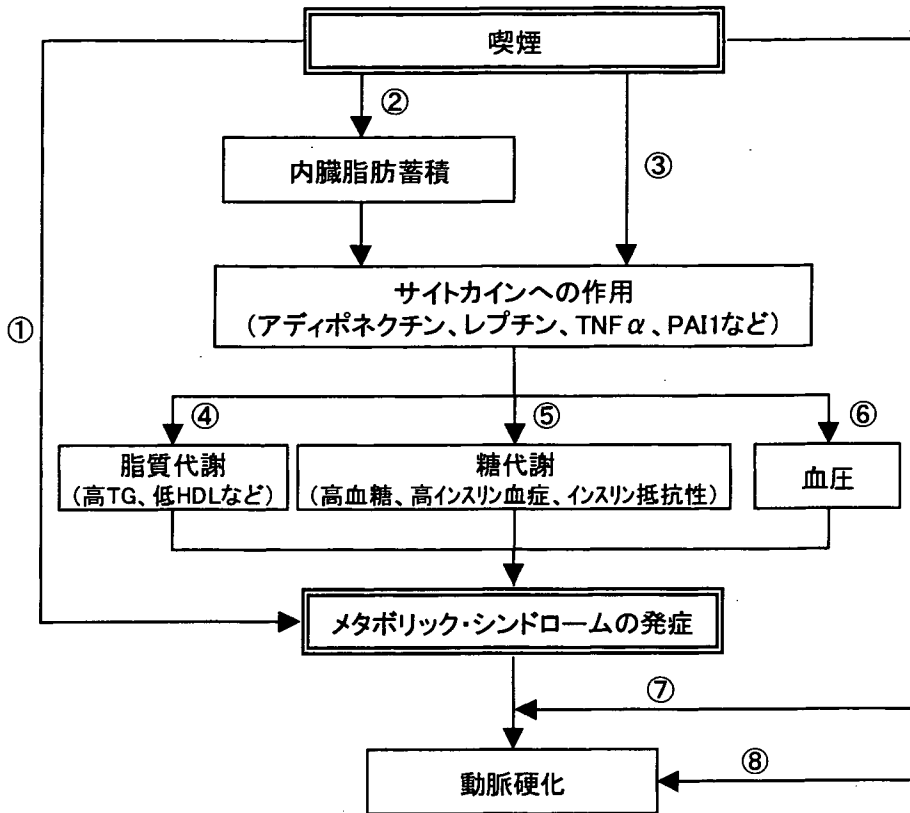 喫煙
②
内臓脂肪蓄積
③
サイトカインへの作用
(アディポネクチン、レプチン、TNFα、PAI1など)
①
④
⑤
⑥
脂質代謝
(高TG、低HDLなど)
糖代謝
(高血糖、高インスリン血症、インスリン抵抗性)
血圧
メタボリック・シンドロームの発症
⑦
動脈硬化
⑧